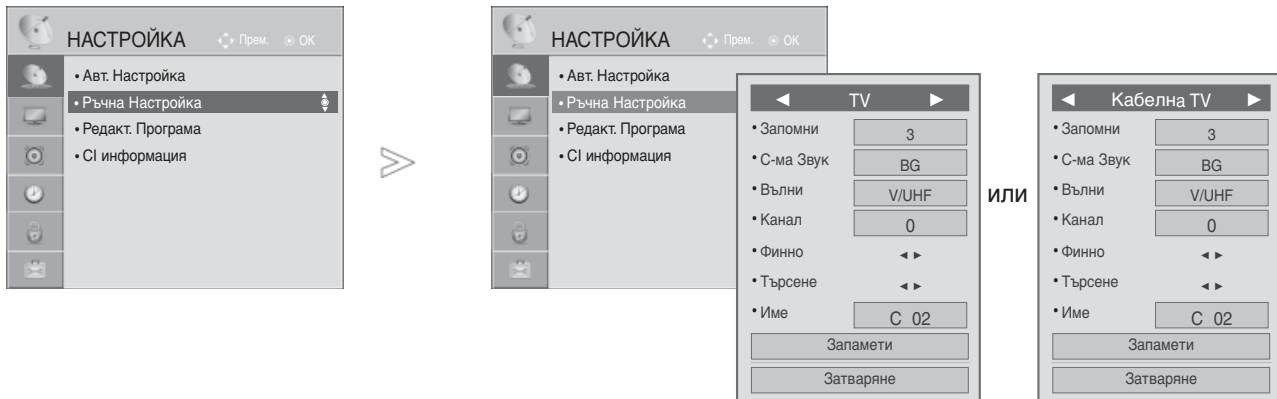 НАСТРОЙКА Прем. OK
• Авт. Настройка
• Ръчна Настройка
• Редакт. Програма
• CI информация
НАСТРОЙКА Прем. OK
• Авт. Настройка
• Ръчна Настройка
• Редакт. Програма
• CI информация
◄ TV ►
• Запомни 3
• С-ма Звук BG
• Вълни V/UHF
• Канал 0
• Финно ◄ ►
• Търсене ◄ ►
• Име C 02
Запамети
Затваряне
или
◄ Кабелна TV ►
• Запомни 3
• С-ма Звук BG
• Вълни V/UHF
• Канал 0
• Финно ◄ ►
• Търсене ◄ ►
• Име C 02
Запамети
Затваряне